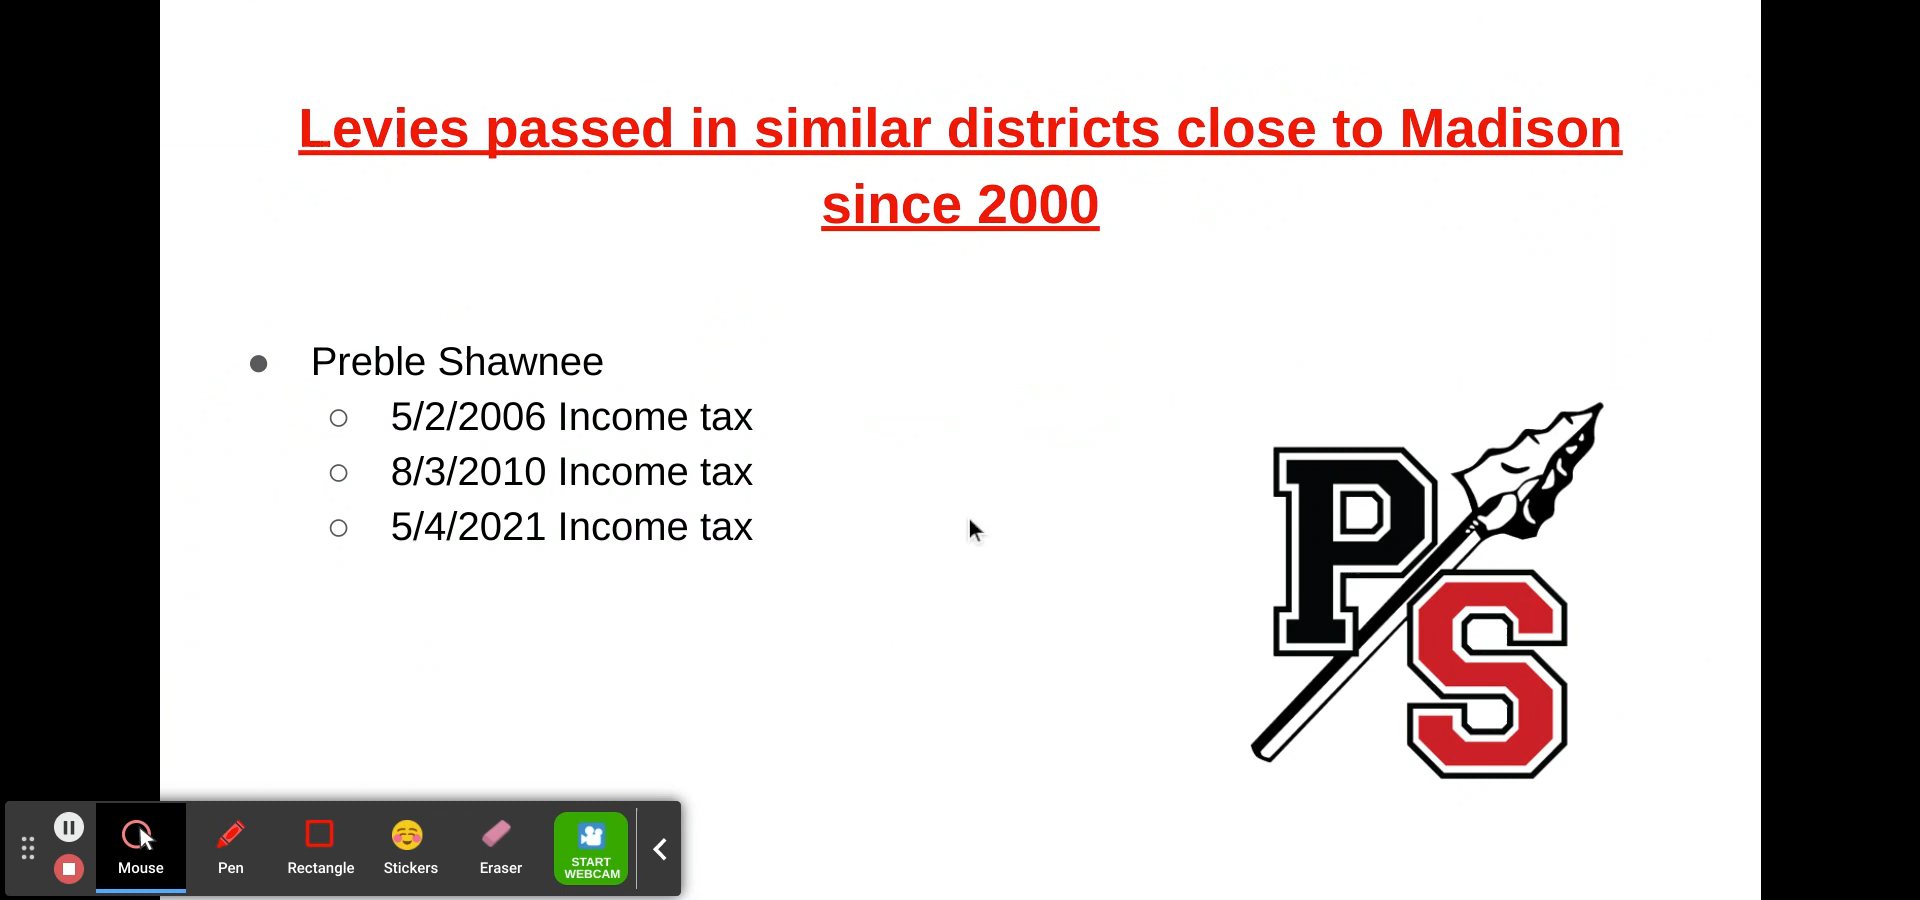 Levies passed in similar districts close to Madison
since 2000
● Preble Shawnee
○ 5/2/2006 Income tax
○ 8/3/2010 Income tax
○ 5/4/2021 Income tax
P
S
Mouse
Pen
Rectangle
Stickers
Eraser
START
WEBCAM